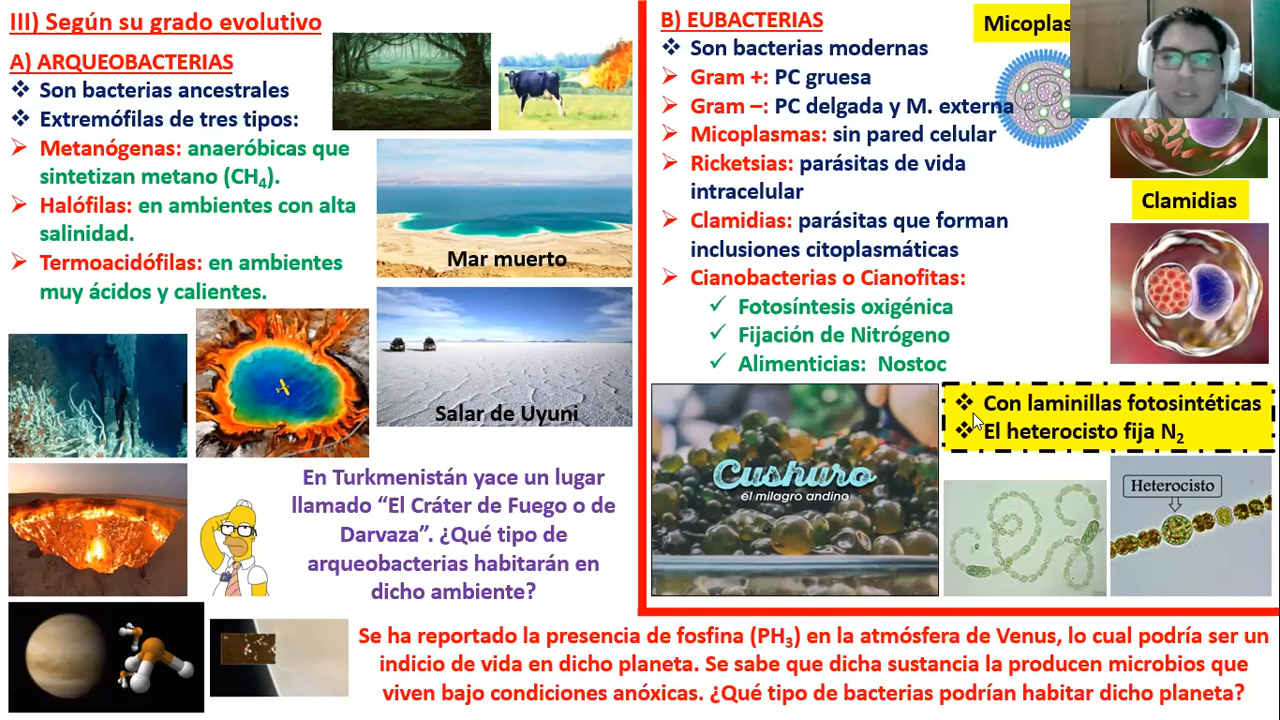 III) Según su grado evolutivo
A) ARQUEOBACTERIAS
❖ Son bacterias ancestrales
❖ Extremófilas de tres tipos:
➢ Metanógenas: anaeróbicas que
sintetizan metano (CH₄).
➢ Halófilas: en ambientes con alta
salinidad.
➢ Termoacidófilas: en ambientes
muy ácidos y calientes.
Mar muerto
Salar de Uyuni
En Turkmenistán yace un lugar
llamado “El Cráter de Fuego o de
Darvaza”. ¿Qué tipo de
arqueobacterias habitarán en
dicho ambiente?
B) EUBACTERIAS
❖ Son bacterias modernas
➢ Gram +: PC gruesa
➢ Gram –: PC delgada y M. externa
➢ Micoplasmas: sin pared celular
➢ Ricketsias: parásitas de vida
intracelular
➢ Clamidias: parásitas que forman
inclusiones citoplasmáticas
➢ Cianobacterias o Cianofitas:
✓ Fotosíntesis oxigénica
✓ Fijación de Nitrógeno
✓ Alimenticias: Nostoc
Micoplas
Clamidias
❖ Con laminillas fotosintéticas
❖ El heterocisto fija N₂
Cushuro
el milagro andino
Heterocisto
Se ha reportado la presencia de fosfina (PH₃) en la atmósfera de Venus, lo cual podría ser un
indicio de vida en dicho planeta. Se sabe que dicha sustancia la producen microbios que
viven bajo condiciones anóxicas. ¿Qué tipo de bacterias podrían habitar dicho planeta?